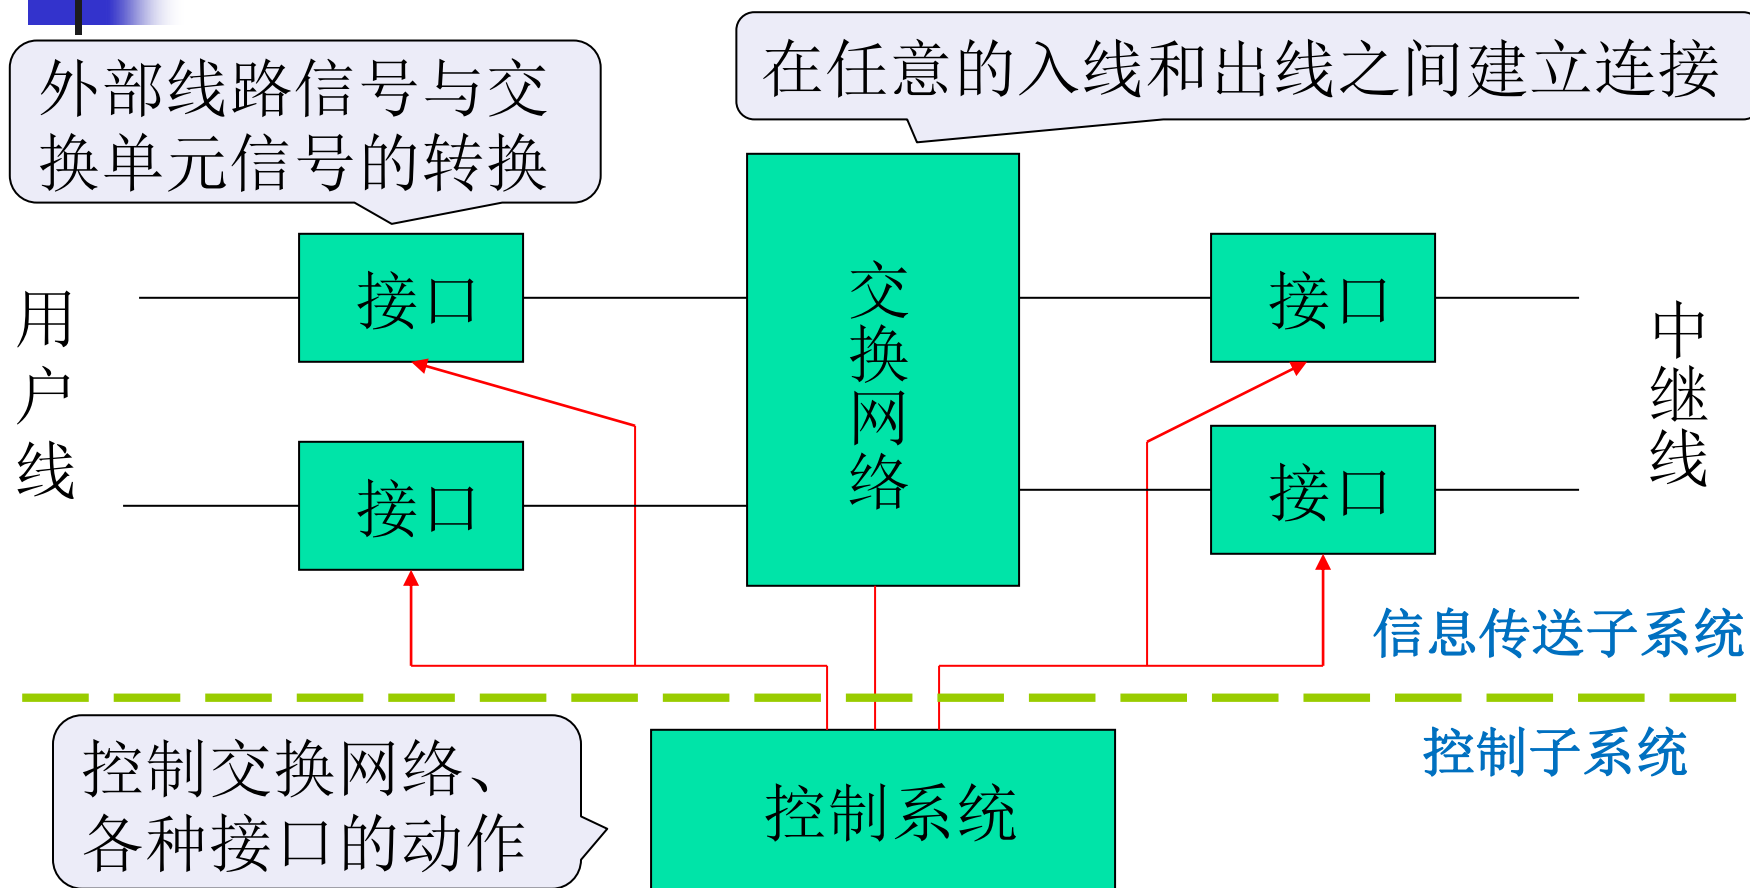 外部线路信号与交
换单元信号的转换
在任意的入线和出线之间建立连接
用户线
接口
接口
交换网络
接口
接口
中继线
信息传送子系统
控制子系统
控制交换网络、
各种接口的动作
控制系统